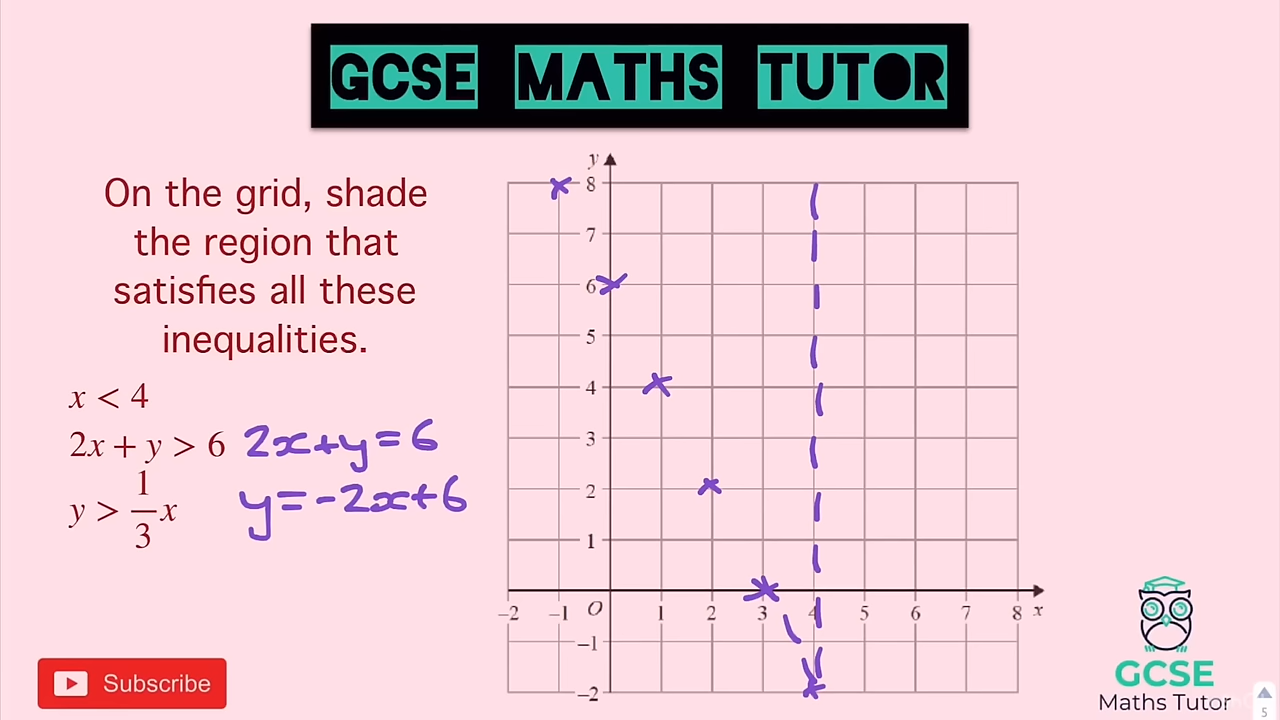 GCSE MATHS TUTOR
On the grid, shade
the region that
satisfies all these
inequalities.
x < 4
2x + y > 6 2x+y=6
y > 1/3 x y=-2x+6
y
8
7
6
5
4
3
2
1
-2 -1 O 1 2 3 4 5 6 7 8 x
-1
-2
Subscribe
GCSE
Maths Tutor
5